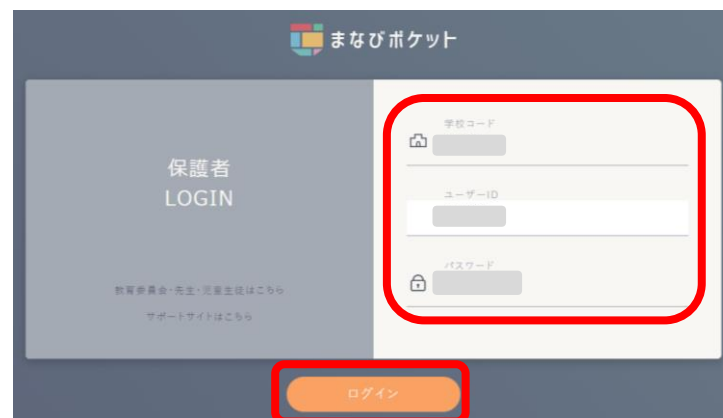 まなびポケット
保護者
LOGIN
教育委員会・先生・児童生徒はこちら
サポートサイトはこちら
学校コード
ユーザーID
パスワード
ログイン